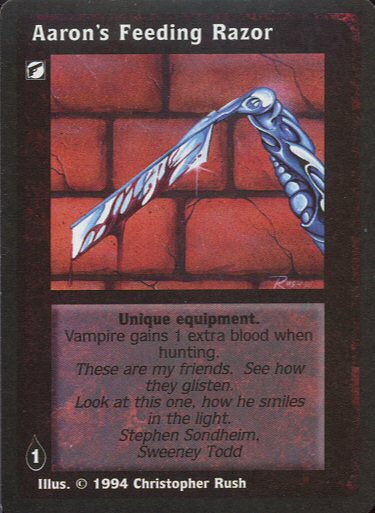 Aaron's Feeding Razor
Rush
Unique equipment.
Vampire gains 1 extra blood when
hunting.
These are my friends. See how
they glisten.
Look at this one, how he smiles
in the light.
Stephen Sondheim,
Sweeney Todd
1
Illus. © 1994 Christopher Rush